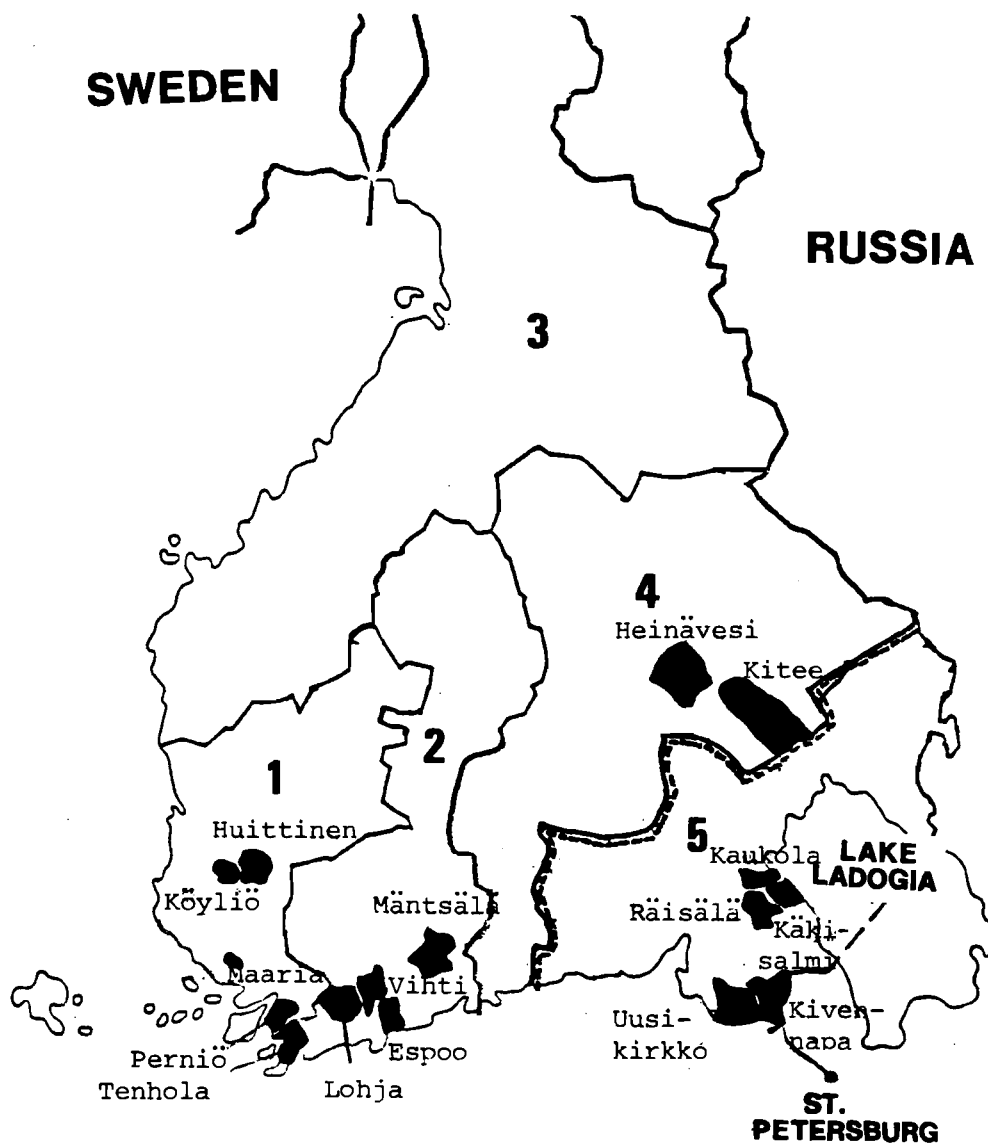 SWEDEN
RUSSIA
3
4
Heinävesi
Kitee
2
1
Huittinen
Köyliö
5
Kaukola
LAKE
LADOGIA
Räisälä
Käki-
salmi
Mäntsälä
Maaria
Vihti
Uusi-
kirkko
Kiven-
napa
Perniö
Espoo
Tenhola
Lohja
ST.
PETERSBURG